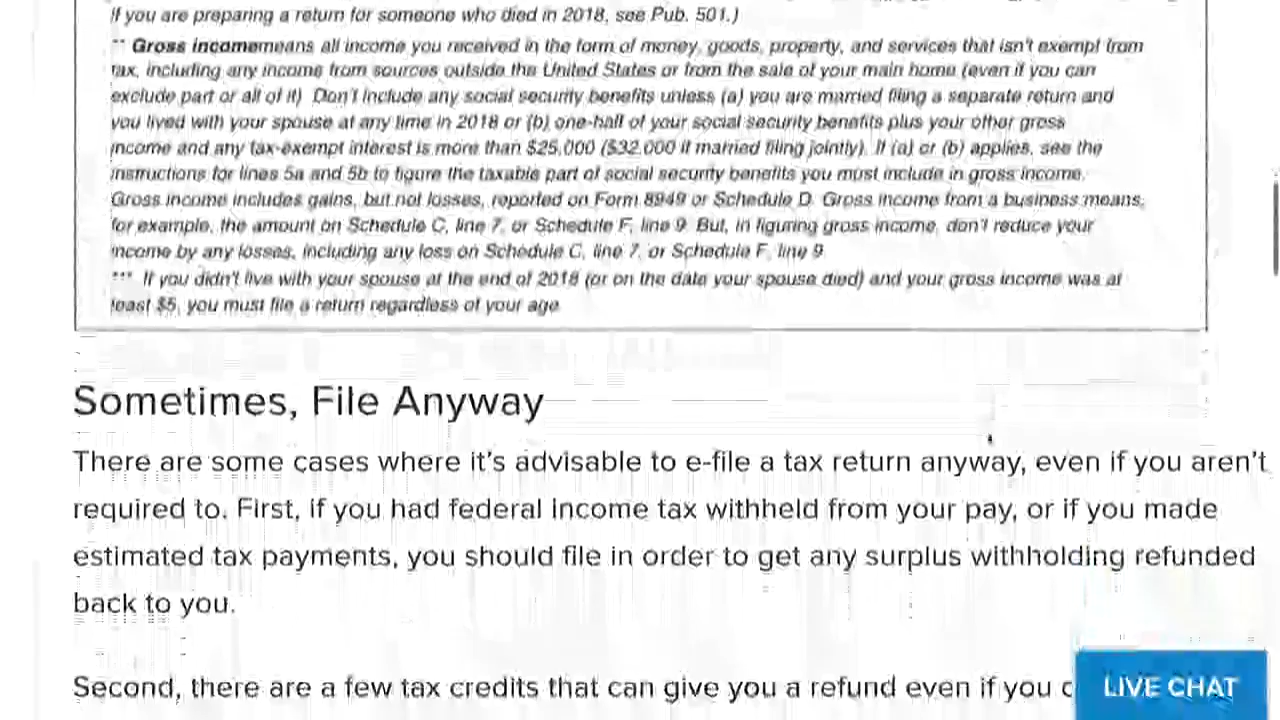 If you are preparing a return for someone who died in 2018, see Pub. 501.)
** Gross incomemeans all income you received in the form of money, goods, property, and services that isn't exempt from
tax, including any income from sources outside the United States or from the sale of your main home (even if you can
exclude part or all of it) Don't include any social security benefits unless (a) you are married filing a separate return and
you lived with your spouse at any time in 2018 or (b) one-half of your social security benefits plus your other gross
income and any tax-exempt interest is more than $25,000 ($32,000 if married filing jointly). If (a) or (b) applies, see the
instructions for lines 5a and 5b to figure the taxable part of social security benefits you must include in gross income.
Gross income includes gains, but not losses, reported on Form 8949 or Schedule D. Gross income from a business means,
for example, the amount on Schedule C, line 7, or Schedule F, line 9. But, in figuring gross income, don't reduce your
income by any losses, including any loss on Schedule C, line 7, or Schedule F, line 9
*** If you didn't live with your spouse at the end of 2018 (or on the date your spouse died) and your gross income was at
least $5, you must file a return regardless of your age
Sometimes, File Anyway
There are some cases where it's advisable to e-file a tax return anyway, even if you aren't
required to. First, if you had federal income tax withheld from your pay, or if you made
estimated tax payments, you should file in order to get any surplus withholding refunded
back to you.
Second, there are a few tax credits that can give you a refund even if you
LIVE CHAT